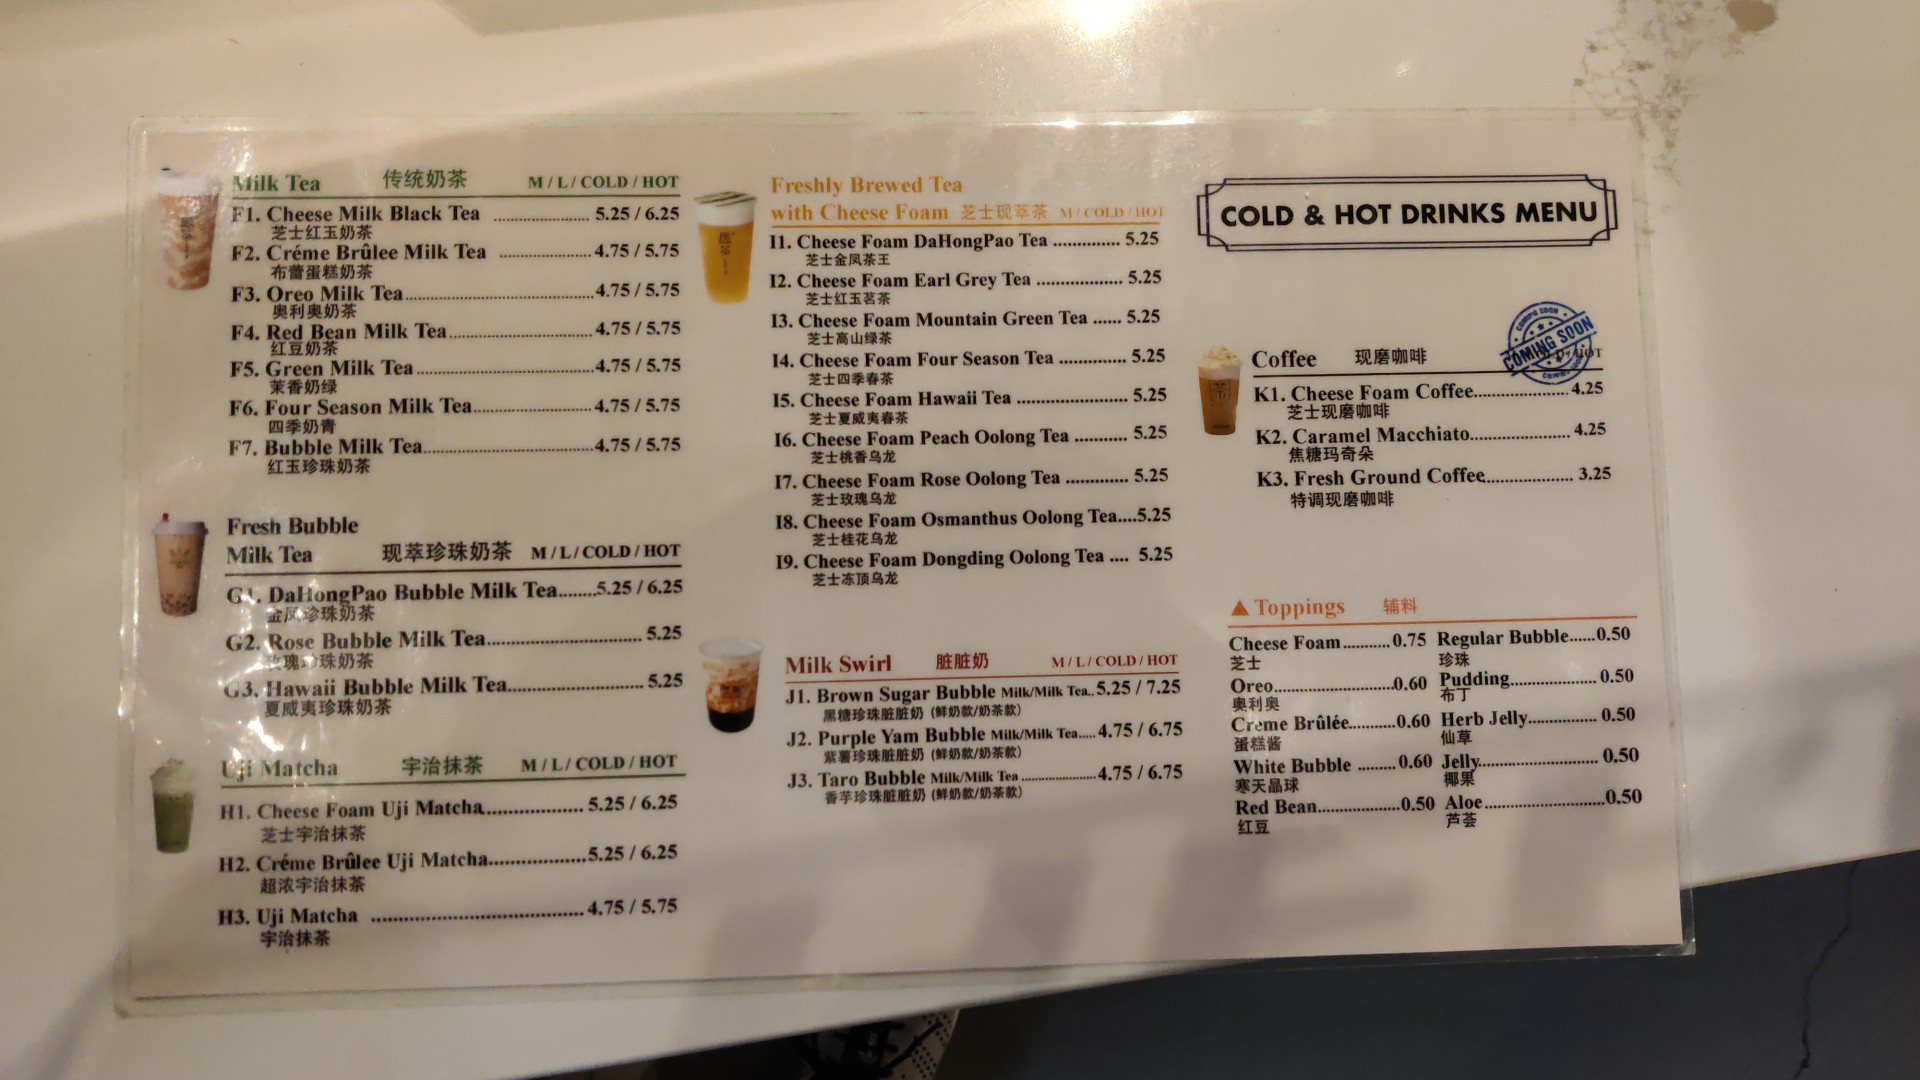 Milk Tea 传统奶茶 M / L / COLD / HOT
F1. Cheese Milk Black Tea ..................... 5.25 / 6.25
芝士红玉奶茶
F2. Créme Brûlee Milk Tea ..................... 4.75 / 5.75
布蕾蛋糕奶茶
F3. Oreo Milk Tea..........................................4.75 / 5.75
奥利奥奶茶
F4. Red Bean Milk Tea................................4.75 / 5.75
红豆奶茶
F5. Green Milk Tea.......................................4.75 / 5.75
茉香奶绿
F6. Four Season Milk Tea...........................4.75 / 5.75
四季奶青
F7. Bubble Milk Tea.....................................4.75 / 5.75
红玉珍珠奶茶
Fresh Bubble
Milk Tea 现萃珍珠奶茶 M / L / COLD / HOT
G1. DaHongPao Bubble Milk Tea........5.25 / 6.25
金凤珍珠奶茶
G2. Rose Bubble Milk Tea................................ 5.25
玫瑰珍珠奶茶
G3. Hawaii Bubble Milk Tea............................ 5.25
夏威夷珍珠奶茶
Uji Matcha 宇治抹茶 M / L / COLD / HOT
H1. Cheese Foam Uji Matcha..................... 5.25 / 6.25
芝士宇治抹茶
H2. Créme Brûlee Uji Matcha...................5.25 / 6.25
超浓宇治抹茶
H3. Uji Matcha ........................................ 4.75 / 5.75
宇治抹茶
Freshly Brewed Tea
with Cheese Foam 芝士现萃茶 M / COLD / HOT
I1. Cheese Foam DaHongPao Tea .............. 5.25
芝士金凤茶王
I2. Cheese Foam Earl Grey Tea .................. 5.25
芝士红玉茗茶
I3. Cheese Foam Mountain Green Tea ...... 5.25
芝士高山绿茶
I4. Cheese Foam Four Season Tea .............. 5.25
芝士四季春茶
I5. Cheese Foam Hawaii Tea ....................... 5.25
芝士夏威夷春茶
I6. Cheese Foam Peach Oolong Tea ........... 5.25
芝士桃香乌龙
I7. Cheese Foam Rose Oolong Tea ............. 5.25
芝士玫瑰乌龙
I8. Cheese Foam Osmanthus Oolong Tea....5.25
芝士桂花乌龙
I9. Cheese Foam Dongding Oolong Tea .... 5.25
芝士冻顶乌龙
Milk Swirl 脏脏奶 M / L / COLD / HOT
J1. Brown Sugar Bubble Milk/Milk Tea.. 5.25 / 7.25
黑糖珍珠脏脏奶 (鲜奶款/奶茶款)
J2. Purple Yam Bubble Milk/Milk Tea..... 4.75 / 6.75
紫薯珍珠脏脏奶 (鲜奶款/奶茶款)
J3. Taro Bubble Milk/Milk Tea .....................4.75 / 6.75
香芋珍珠脏脏奶 (鲜奶款/奶茶款)
COLD & HOT DRINKS MENU
COMING SOON
Coffee 现磨咖啡
K1. Cheese Foam Coffee.................... 4.25
芝士现磨咖啡
K2. Caramel Macchiato..................... 4.25
焦糖玛奇朵
K3. Fresh Ground Coffee................... 3.25
特调现磨咖啡
▲ Toppings 辅料
Cheese Foam...........0.75 Regular Bubble......0.50
芝士 珍珠
Oreo............................0.60 Pudding.................... 0.50
奥利奥 布丁
Creme Brûlée...........0.60 Herb Jelly................ 0.50
蛋糕酱 仙草
White Bubble .........0.60 Jelly............................ 0.50
寒天晶球 椰果
Red Bean...................0.50 Aloe ............................0.50
红豆 芦荟